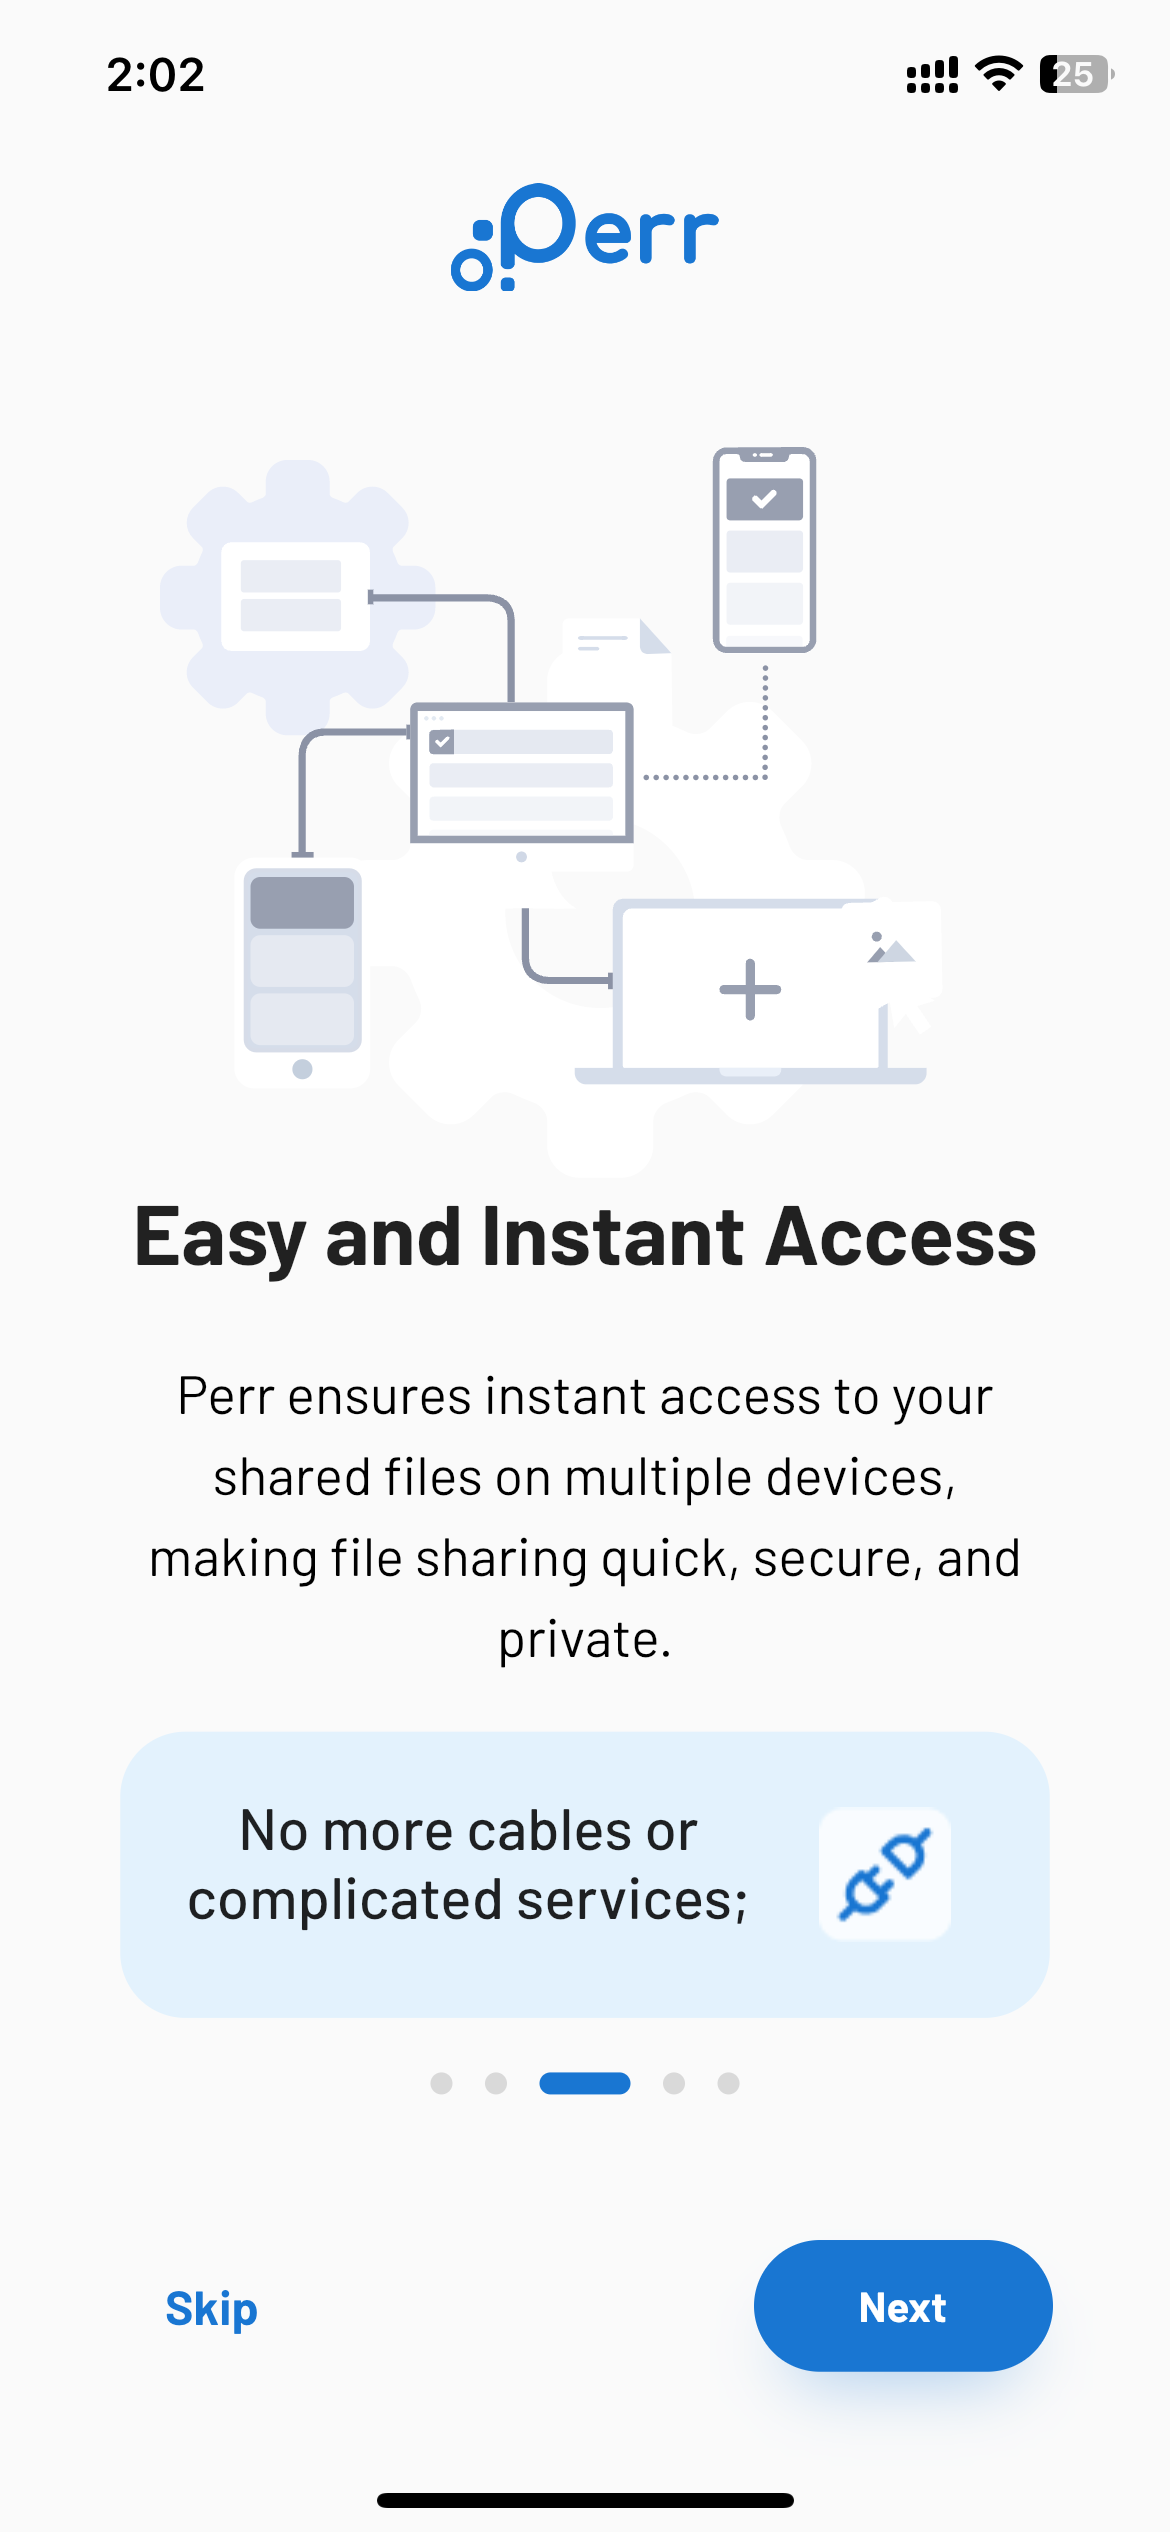 2:02
25
Perr
Easy and Instant Access
Perr ensures instant access to your
shared files on multiple devices,
making file sharing quick, secure, and
private.
No more cables or
complicated services;
Skip
Next